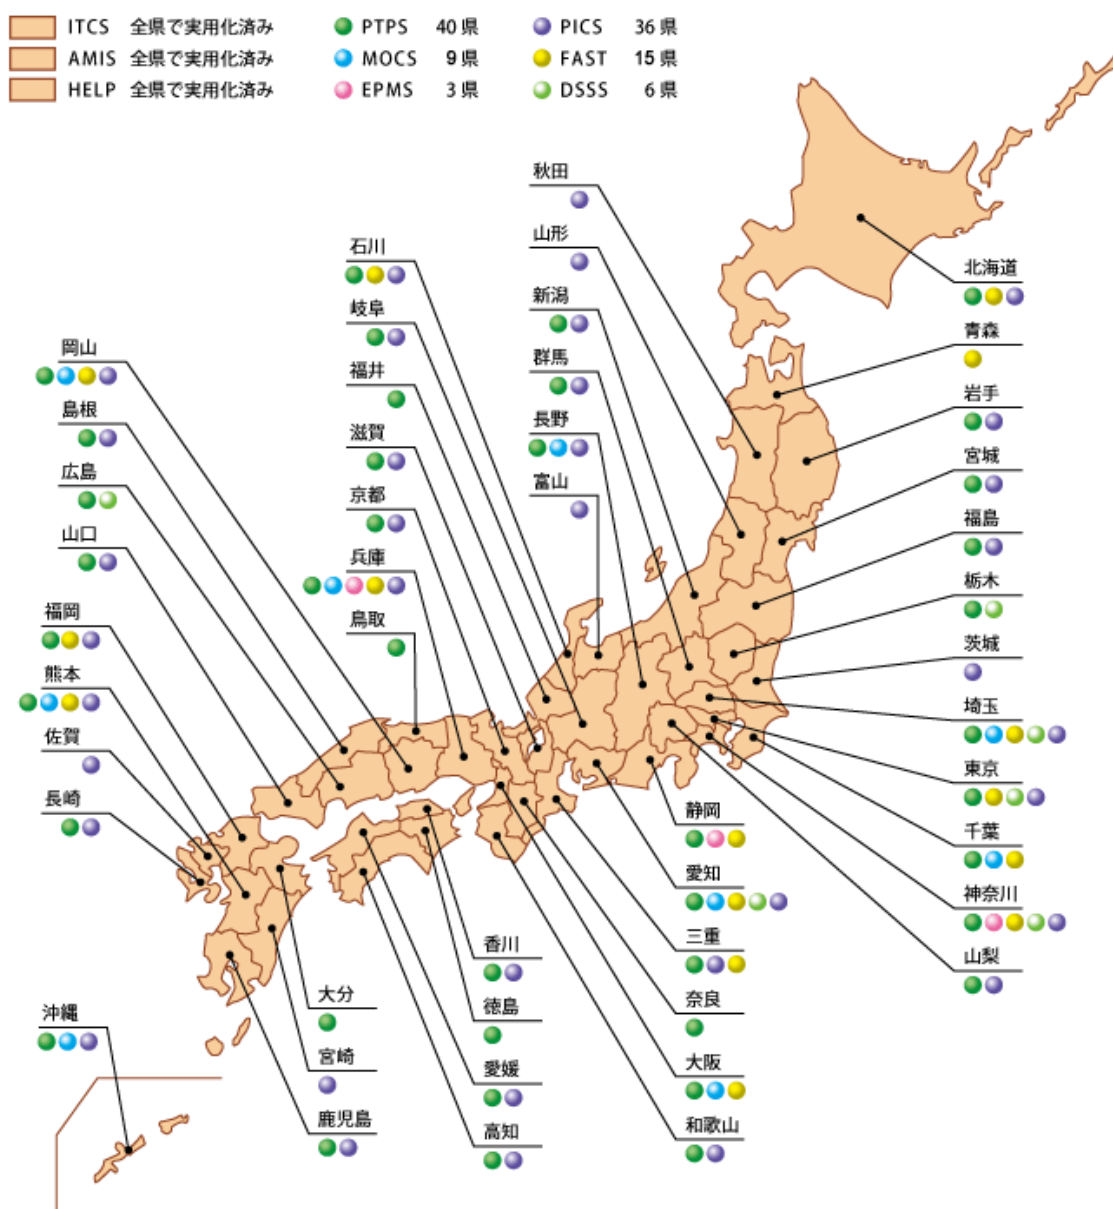 ITCS 全県で実用化済み
AMIS 全県で実用化済み
HELP 全県で実用化済み
PTPS 40県
MOCS 9県
EPMS 3県
PICS 36県
FAST 15県
DSSS 6県
秋田
山形
新潟
群馬
長野
富山
石川
岐阜
福井
滋賀
京都
兵庫
鳥取
岡山
島根
広島
山口
福岡
熊本
佐賀
長崎
沖縄
北海道
青森
岩手
宮城
福島
栃木
茨城
埼玉
東京
千葉
神奈川
山梨
静岡
愛知
三重
奈良
大阪
和歌山
香川
徳島
愛媛
高知
大分
宮崎
鹿児島